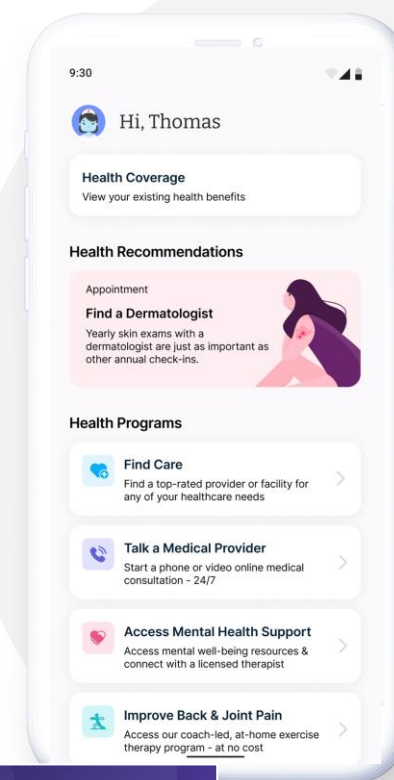 9:30
Hi, Thomas
Health Coverage
View your existing health benefits
Health Recommendations
Appointment
Find a Dermatologist
Yearly skin exams with a
dermatologist are just as important as
other annual check-ins.
Health Programs
Find Care
Find a top-rated provider or facility for
any of your healthcare needs
Talk a Medical Provider
Start a phone or video online medical
consultation - 24/7
Access Mental Health Support
Access mental well-being resources &
connect with a licensed therapist
Improve Back & Joint Pain
Access our coach-led, at-home exercise
therapy program - at no cost